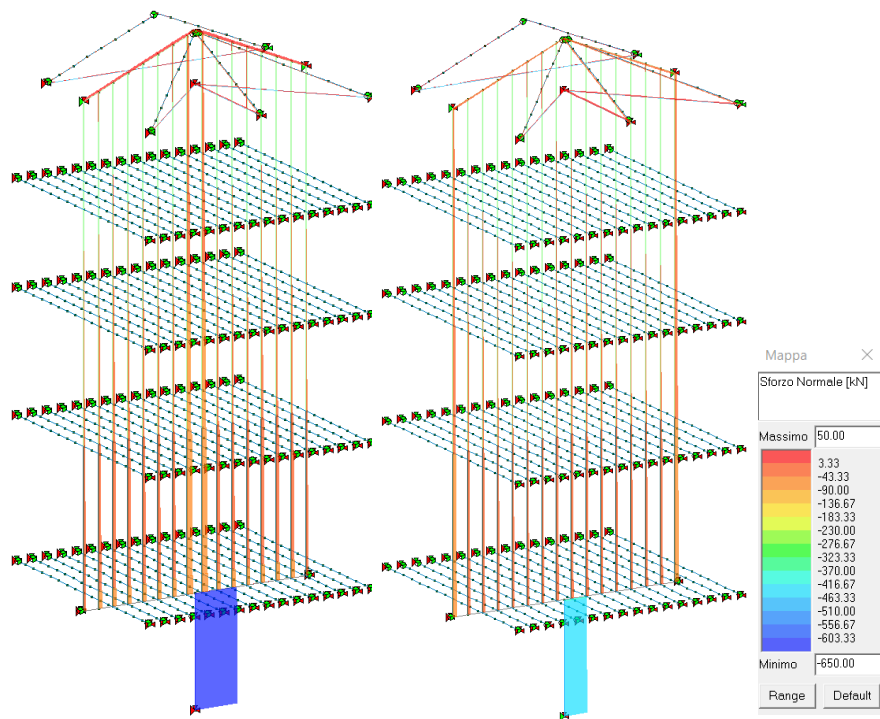 Mappa
Sforzo Normale [kN]
Massimo 50.00
3.33
-43.33
-90.00
-136.67
-183.33
-230.00
-276.67
-323.33
-370.00
-416.67
-463.33
-510.00
-556.67
-603.33
Minimo -650.00
Range Default